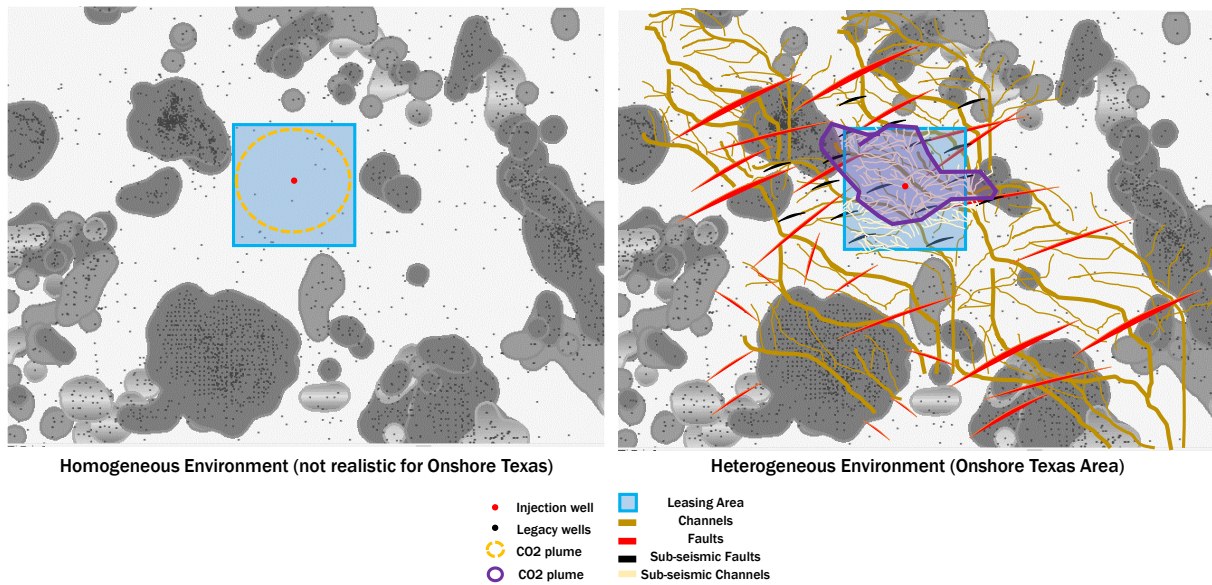 Homogeneous Environment (not realistic for Onshore Texas)
Heterogeneous Environment (Onshore Texas Area)
Injection well
Legacy wells
CO2 plume
CO2 plume
Leasing Area
Channels
Faults
Sub-seismic Faults
Sub-seismic Channels